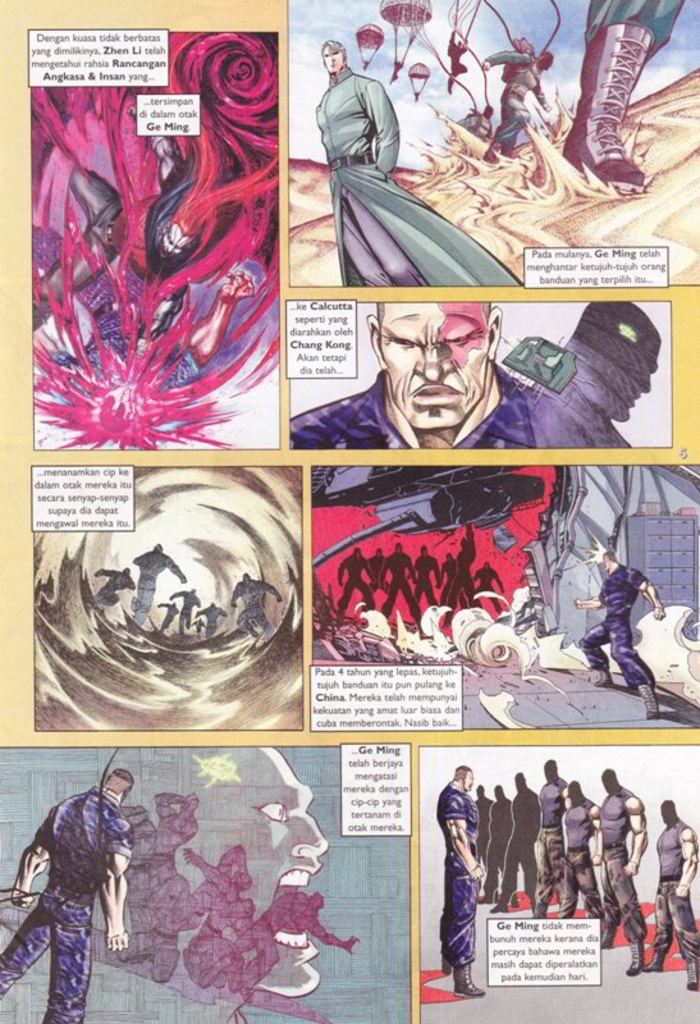 Dengan kuasa tidak berbatas
yang dimilikinya, Zhen Li telah
mengetahui rahsia Rancangan
Angkasa & Insan yang...
...tersimpan
di dalam otak
Ge Ming.
Pada mulanya, Ge Ming telah
menghantar ketujuh-tujuh orang
banduan yang terpilih itu...
...ke Calcutta
seperti yang
diarahkan oleh
Chang Kong.
Akan tetapi
dia telah...
5
...menanamkan cip ke
dalam otak mereka itu
secara senyap-senyap
supaya dia dapat
mengawal mereka itu.
Pada 4 tahun yang lepas, ketujuh-
tujuh banduan itu pun pulang ke
China. Mereka telah mempunyai
kekuatan yang amat luar biasa dan
cuba memberontak. Nasib baik...
...Ge Ming
telah berjaya
mengatasi
mereka dengan
cip-cip yang
tertanam di
otak mereka.
Ge Ming tidak mem-
bunuh mereka kerana dia
percaya bahawa mereka
masih dapat diperalatkan
pada kemudian hari.